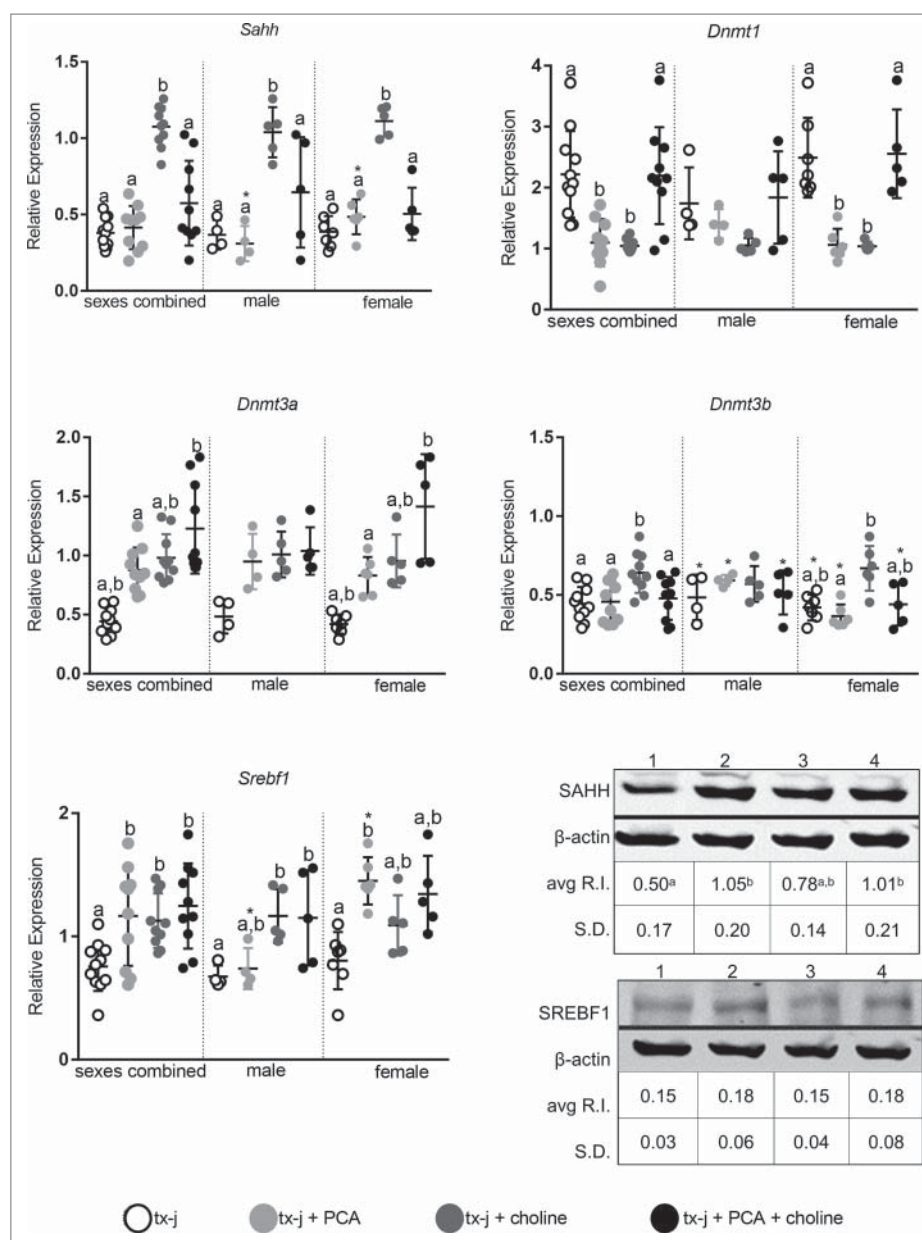 Sahh
Relative Expression
1.5
1.0
0.5
0.0
a
a
b
a
a
*
a
b
a
a
*
a
b
a
sexes combined
male
female
Dnmt1
Relative Expression
4
3
2
1
0
a
b
b
a
a
b
b
a
sexes combined
male
female
Dnmt3a
Relative Expression
2.0
1.5
1.0
0.5
0.0
a,b
a
a,b
b
a,b
a
a,b
b
sexes combined
male
female
Dnmt3b
Relative Expression
1.5
1.0
0.5
0.0
a
a
b
a
*
*
*
*
a,b
*
a
b
*
a,b
sexes combined
male
female
Srebf1
Relative Expression
2
1
0
a
b
b
b
a
*
a,b
b
b
a
*
b
a,b
a,b
sexes combined
male
female
1 2 3 4
SAHH
β-actin
avg R.I. 0.50a 1.05b 0.78a,b 1.01b
S.D. 0.17 0.20 0.14 0.21
1 2 3 4
SREBF1
β-actin
avg R.I. 0.15 0.18 0.15 0.18
S.D. 0.03 0.06 0.04 0.08
tx-j tx-j + PCA tx-j + choline tx-j + PCA + choline